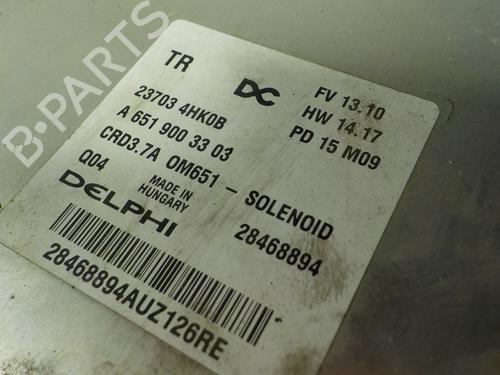 TR
DC
FV 13.10
HW 14.17
PD 15 M09
23703 4HK0B
A 651 900 33 03
CRD3.7A OM651 - SOLENOID
Q04
MADE IN
HUNGARY
28468894
DELPHI
28468894AUZ126RE
B-PARTS